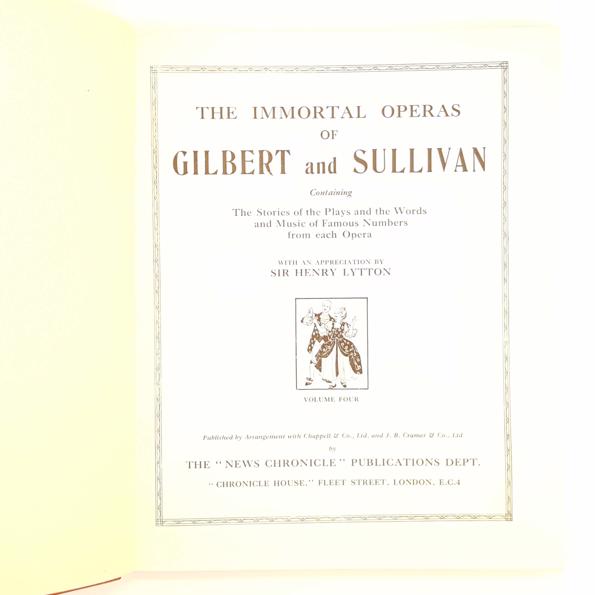 THE IMMORTAL OPERAS
OF
GILBERT and SULLIVAN
Containing
The Stories of the Plays and the Words
and Music of Famous Numbers
from each Opera
WITH AN APPRECIATION BY
SIR HENRY LYTTON
VOLUME FOUR
Published by Arrangement with Chappell & Co., Ltd. and J. B. Cramer & Co., Ltd.
by
THE "NEWS CHRONICLE" PUBLICATIONS DEPT.
"CHRONICLE HOUSE," FLEET STREET, LONDON, E.C.4